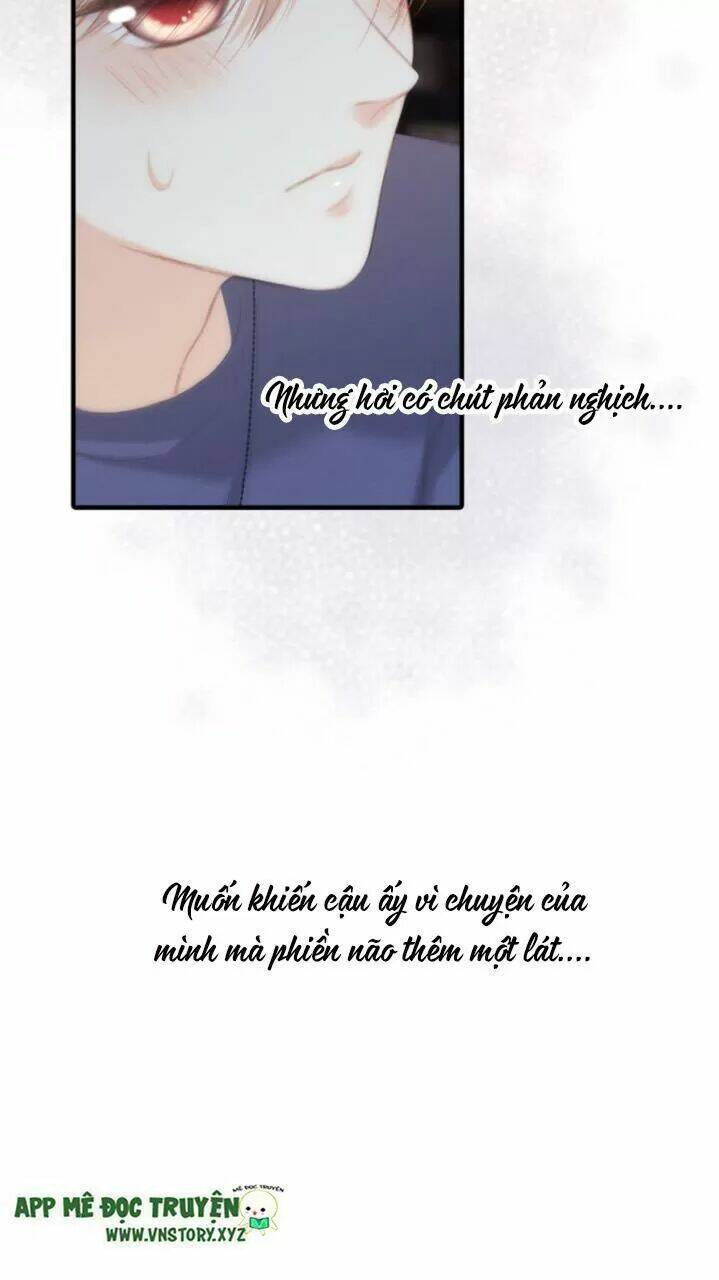 Nhưng hơi có chút phản nghịch....
Muốn khiến cậu ấy vì chuyện của
mình mà phiền não thêm một lát....
MÊ ĐỌC TRUYỆN
APP MÊ ĐỌC TRUYỆN
WWW.VNSTORY.XYZ